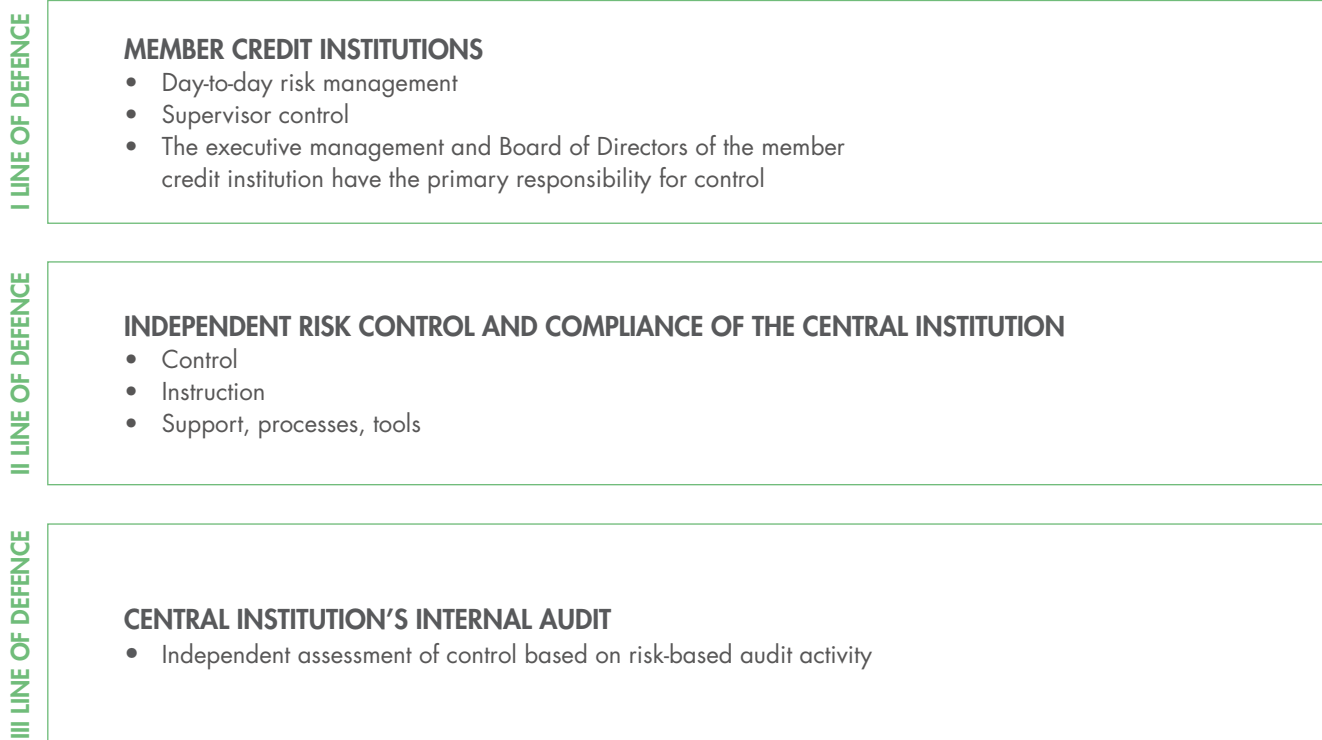 I LINE OF DEFENCE
MEMBER CREDIT INSTITUTIONS
• Day-to-day risk management
• Supervisor control
• The executive management and Board of Directors of the member
credit institution have the primary responsibility for control
II LINE OF DEFENCE
INDEPENDENT RISK CONTROL AND COMPLIANCE OF THE CENTRAL INSTITUTION
• Control
• Instruction
• Support, processes, tools
III LINE OF DEFENCE
CENTRAL INSTITUTION’S INTERNAL AUDIT
• Independent assessment of control based on risk-based audit activity